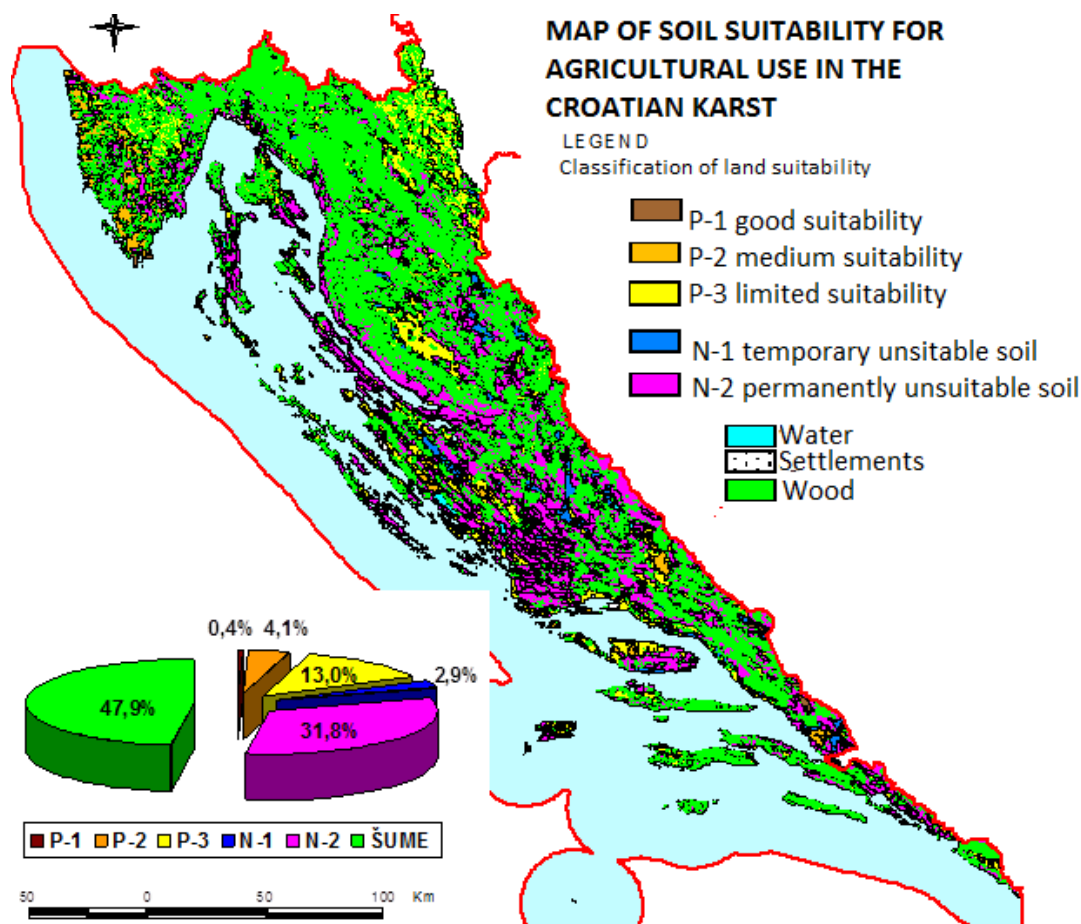 MAP OF SOIL SUITABILITY FOR
AGRICULTURAL USE IN THE
CROATIAN KARST
LEGEND
Classification of land suitability
P-1 good suitability
P-2 medium suitability
P-3 limited suitability
N-1 temporary unsitable soil
N-2 permanently unsuitable soil
Water
Settlements
Wood
0,4% 4,1%
13,0% 2,9%
47,9%
31,8%
P-1 P-2 P-3 N-1 N-2 ŠUME
50 0 50 100 Km